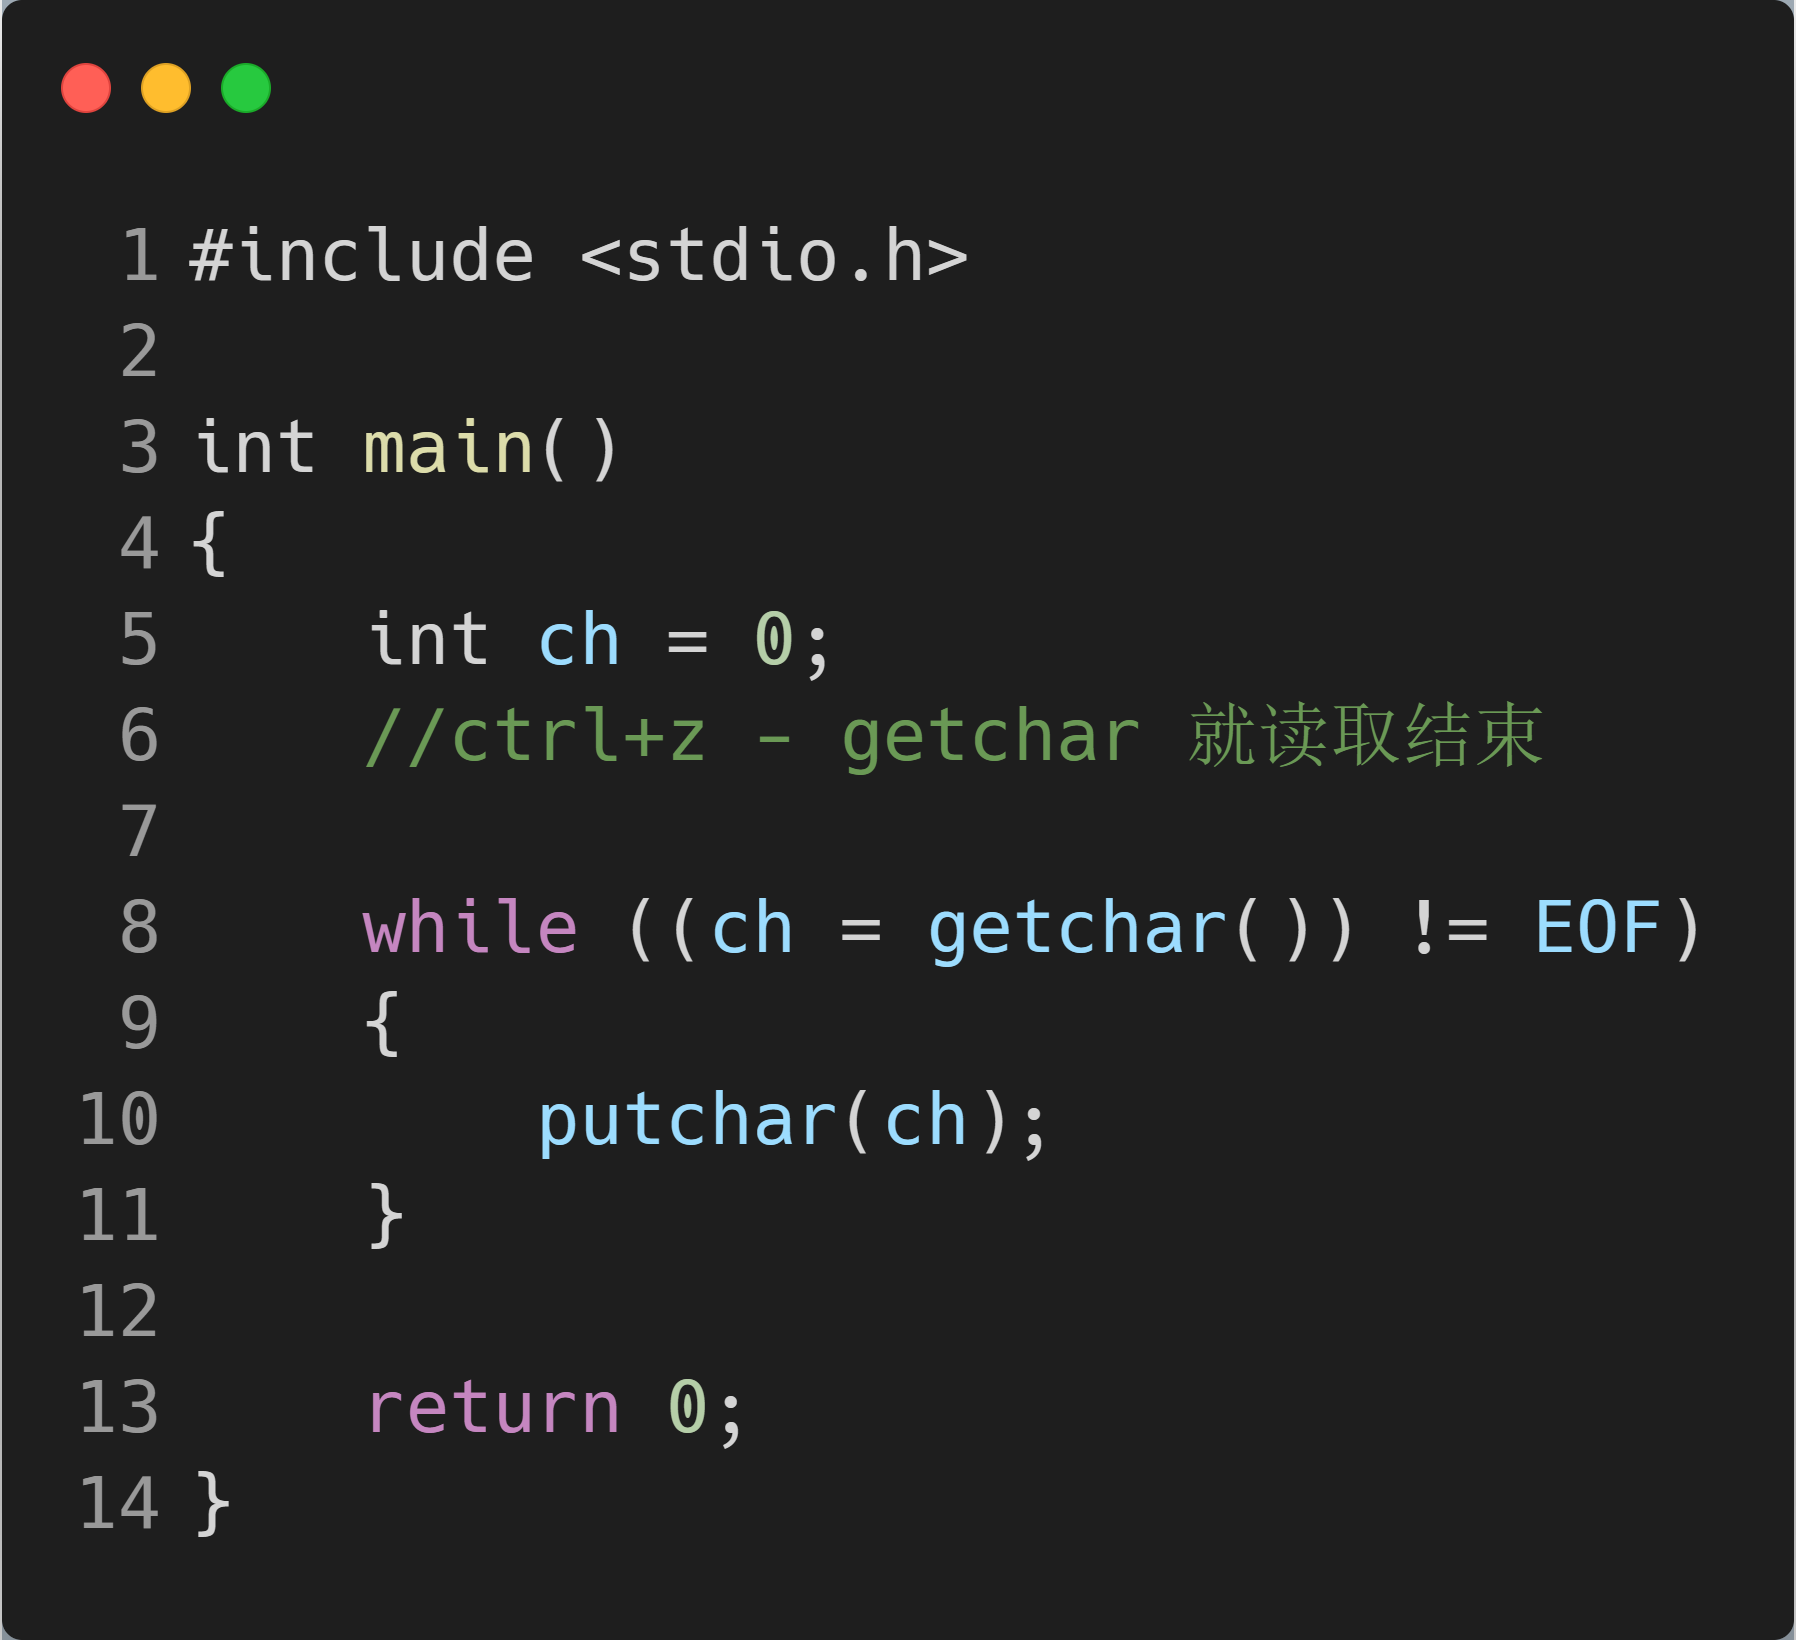 1 #include <stdio.h>
2
3 int main()
4 {
5     int ch = 0;
6     //ctrl+z - getchar 就读取结束
7
8     while ((ch = getchar()) != EOF)
9     {
10         putchar(ch);
11     }
12
13     return 0;
14 }